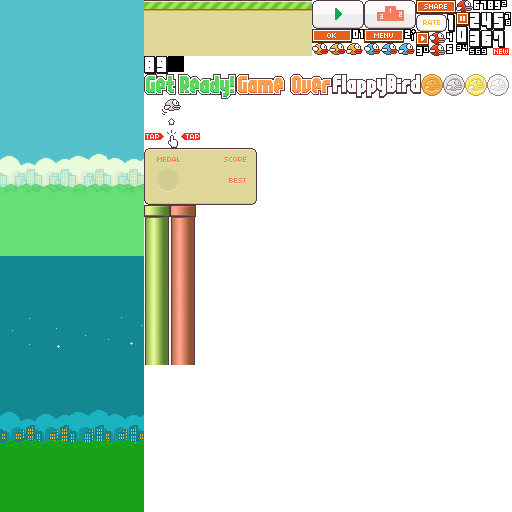 SHARE
RATE
OK
MENU
NEW
Get Ready! Game Over FlappyBird
TAP TAP
MEDAL SCORE
BEST